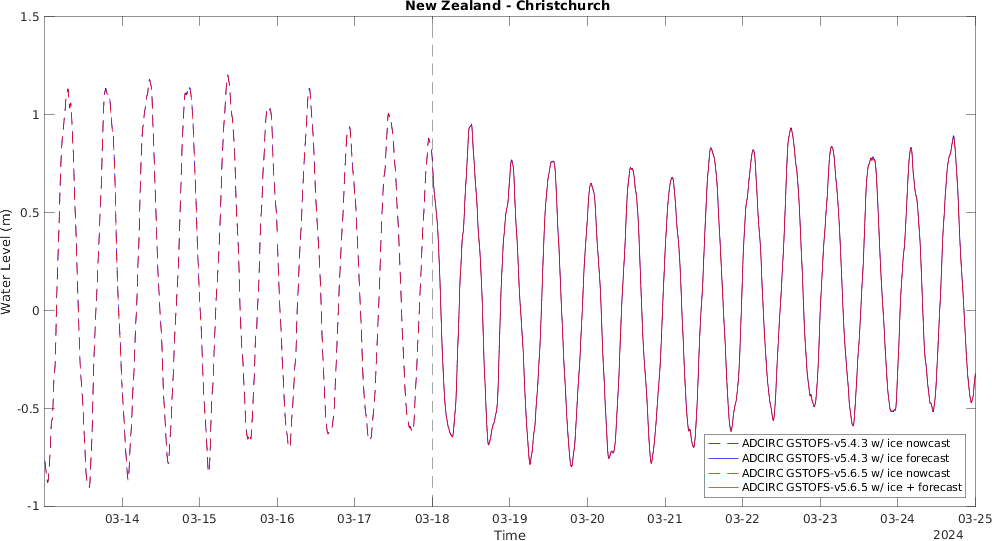 New Zealand - Christchurch
1.5
1
0.5
0
-0.5
-1
Water Level (m)
03-14 03-15 03-16 03-17 03-18 03-19 03-20 03-21 03-22 03-23 03-24 03-25
Time
2024
ADCIRC GSTOFS-v5.4.3 w/ ice nowcast
ADCIRC GSTOFS-v5.4.3 w/ ice forecast
ADCIRC GSTOFS-v5.6.5 w/ ice nowcast
ADCIRC GSTOFS-v5.6.5 w/ ice + forecast